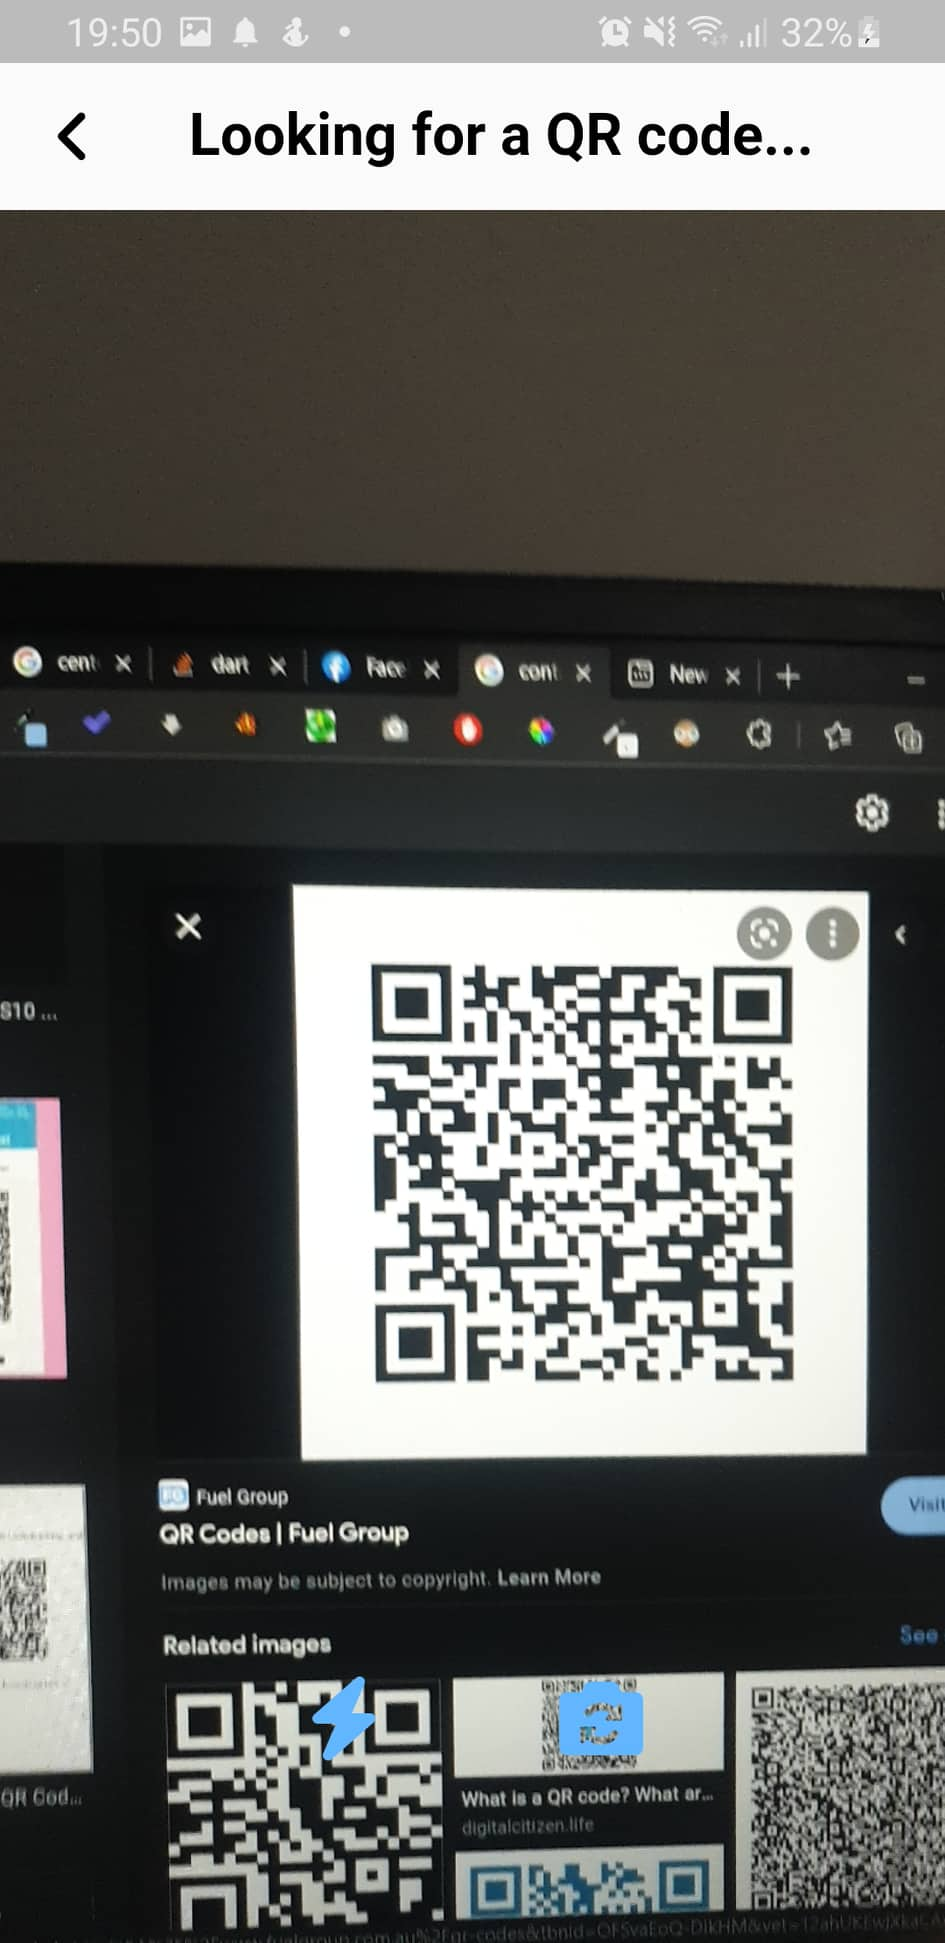 19:50
32%
Looking for a QR code...
cent
dart
Face
cont
New
S10 ...
Fuel Group
QR Codes | Fuel Group
Visit
Images may be subject to copyright. Learn More
Related images
See
QR Cod...
What is a QR code? What ar...
digitalcitizen.life